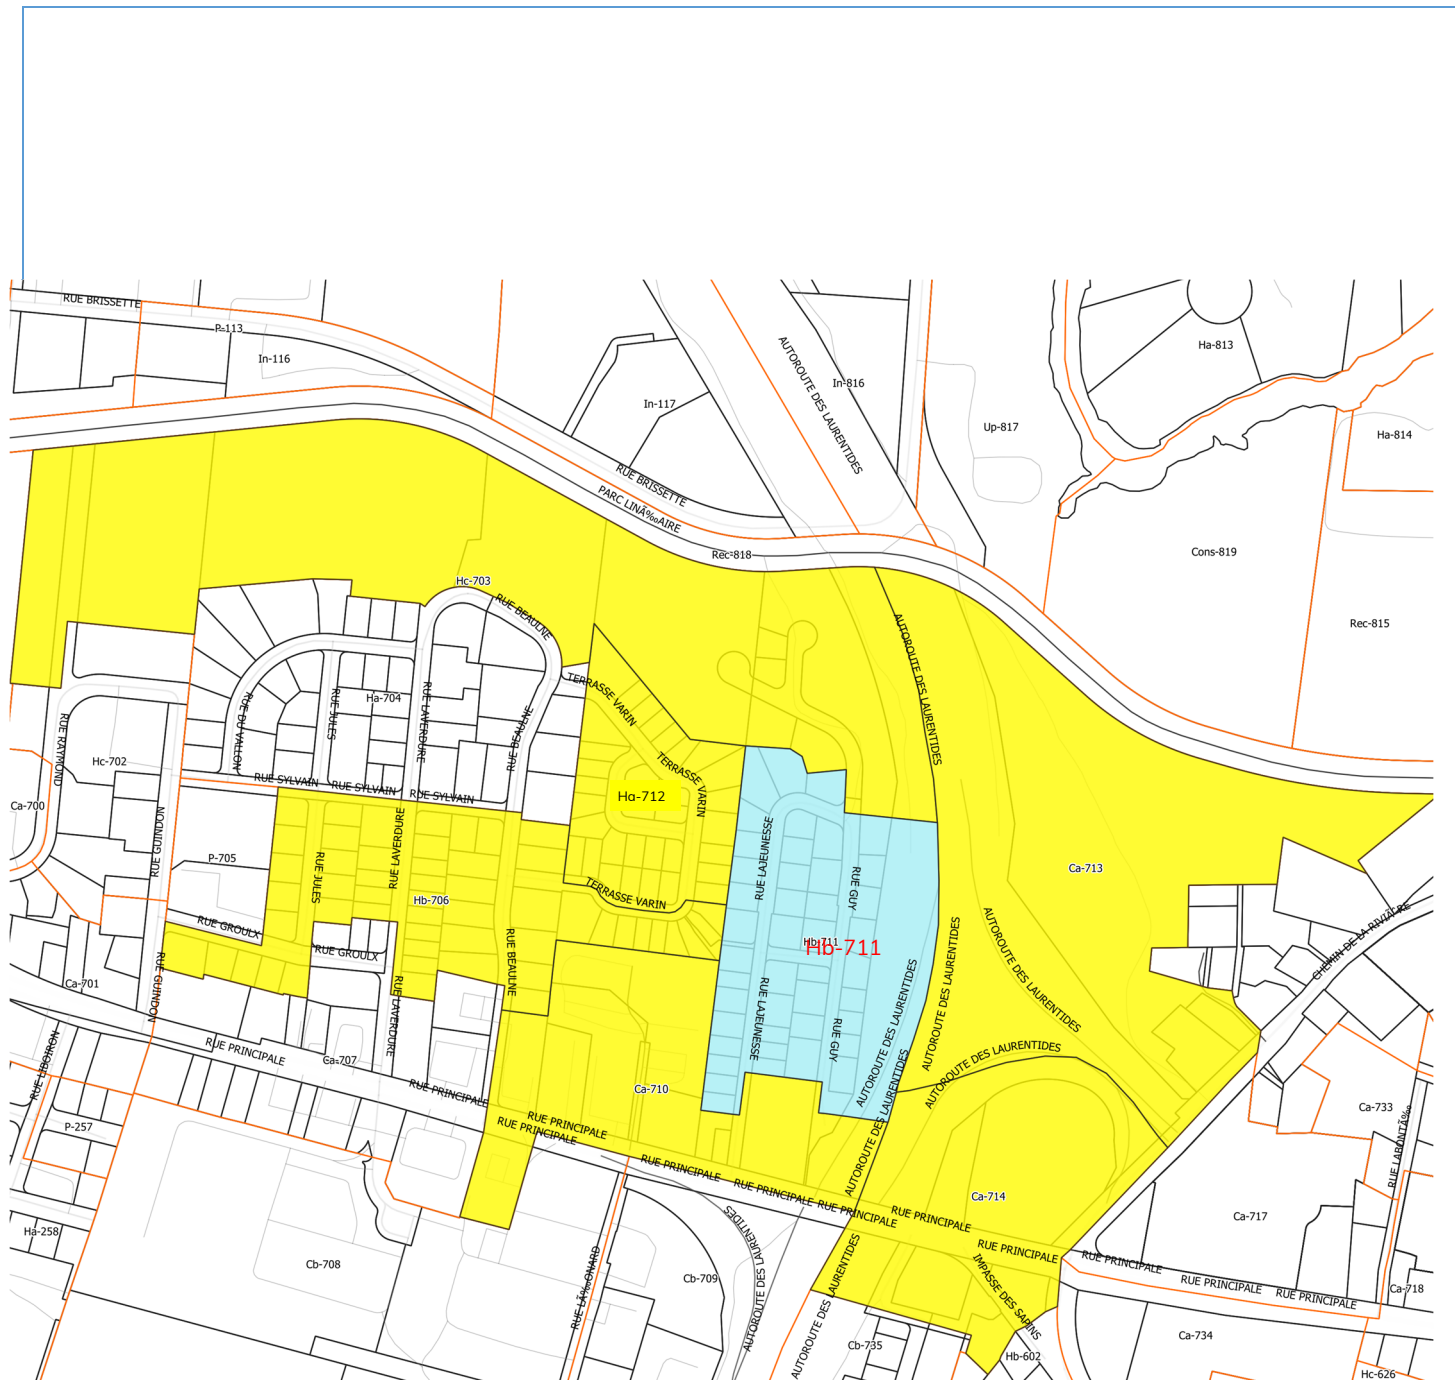 RUE BRISSETTE
P-113
In-116
AUTOROUTE DES LAURENTIDES
Ha-813
In-816
In-117
Up-817
Ha-814
RUE BRISSETTE
PARC LINÃ‰AIRE
Rec-818
Cons-819
Hc-703
RUE BEAULNE
Rec-815
AUTOROUTE DES LAURENTIDES
TERRASSE VARIN
Ha-704
RUE DU VALLON
RUE JULES
RUE LAVERDURE
RUE BEAULNE
RUE RAYMOND
Hc-702
TERRASSE VARIN
RUE SYLVAIN
RUE SYLVAIN
RUE SYLVAIN
Ha-712
Ca-700
RUE GUINDON
P-705
RUE JULES
RUE LAVERDURE
Hb-706
TERRASSE VARIN
RUE LAJEUNESSE
RUE GUY
Ca-713
RUE GROULX
RUE GROULX
Hb-711
Hb-711
AUTOROUTE DES LAURENTIDES
AUTOROUTE DES LAURENTIDES
AUTOROUTE DES LAURENTIDES
CHEMIN DE LA RIVIÃˆRE
Ca-701
RUE GUINDON
RUE LAVERDURE
RUE BEAULNE
RUE LAJEUNESSE
RUE GUY
RUE LIDOIRON
RUE PRINCIPALE
Ca-707
RUE PRINCIPALE
Ca-710
AUTOROUTE DES LAURENTIDES
AUTOROUTE DES LAURENTIDES
Ca-733
RUE LABONTÃ‰
P-257
RUE PRINCIPALE
RUE PRINCIPALE
RUE PRINCIPALE
RUE PRINCIPALE
RUE PRINCIPALE
RUE PRINCIPALE
RUE PRINCIPALE
Ca-714
Ca-717
Ha-258
Cb-708
RUE LÃ‰ONARD
Cb-709
AUTOROUTE DES LAURENTIDES
AUTOROUTE DES LAURENTIDES
IMPASSE DES SAPINS
RUE PRINCIPALE
RUE PRINCIPALE
RUE PRINCIPALE
Ca-718
Cb-735
Hb-602
Ca-734
Hc-626